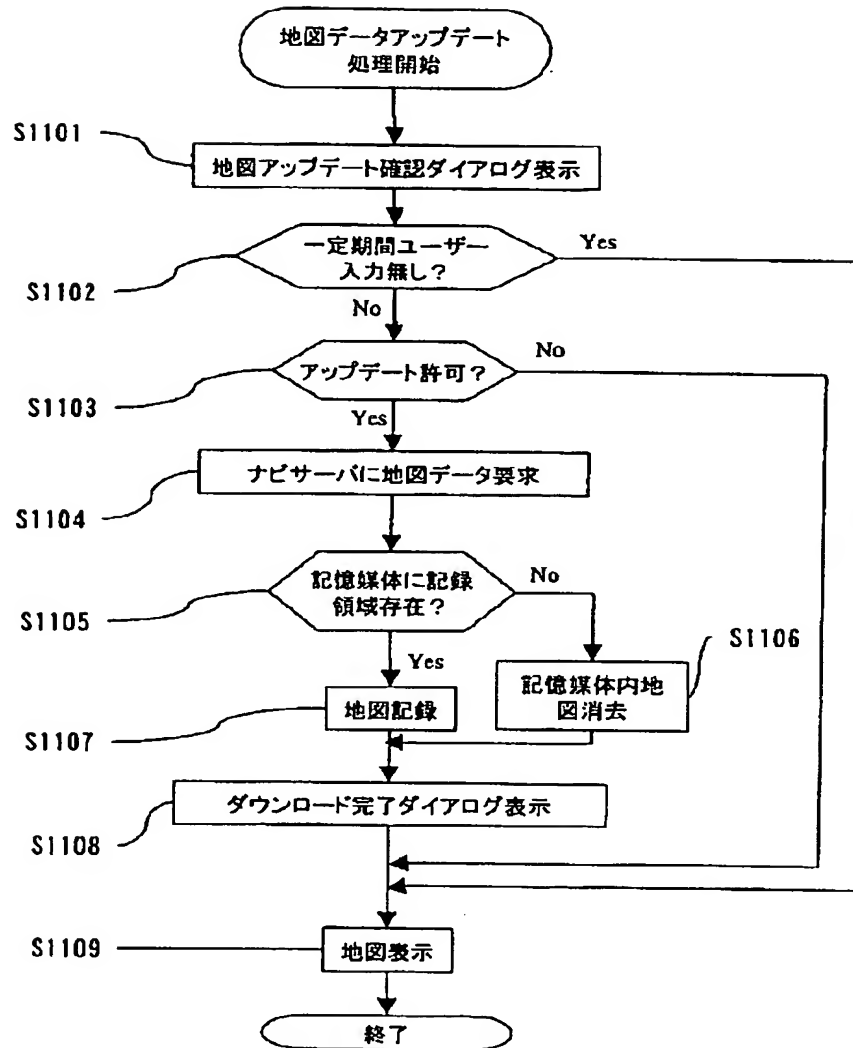 地図データアップデート
処理開始
S1101
地図アップデート確認ダイアログ表示
一定期間ユーザー
入力無し?
Yes
S1102
No
アップデート許可?
No
S1103
Yes
ナビサーバに地図データ要求
S1104
記憶媒体に記録
領域存在?
No
S1105
Yes
S1106
記憶媒体内地
図消去
地図記録
S1107
ダウンロード完了ダイアログ表示
S1108
地図表示
S1109
終了